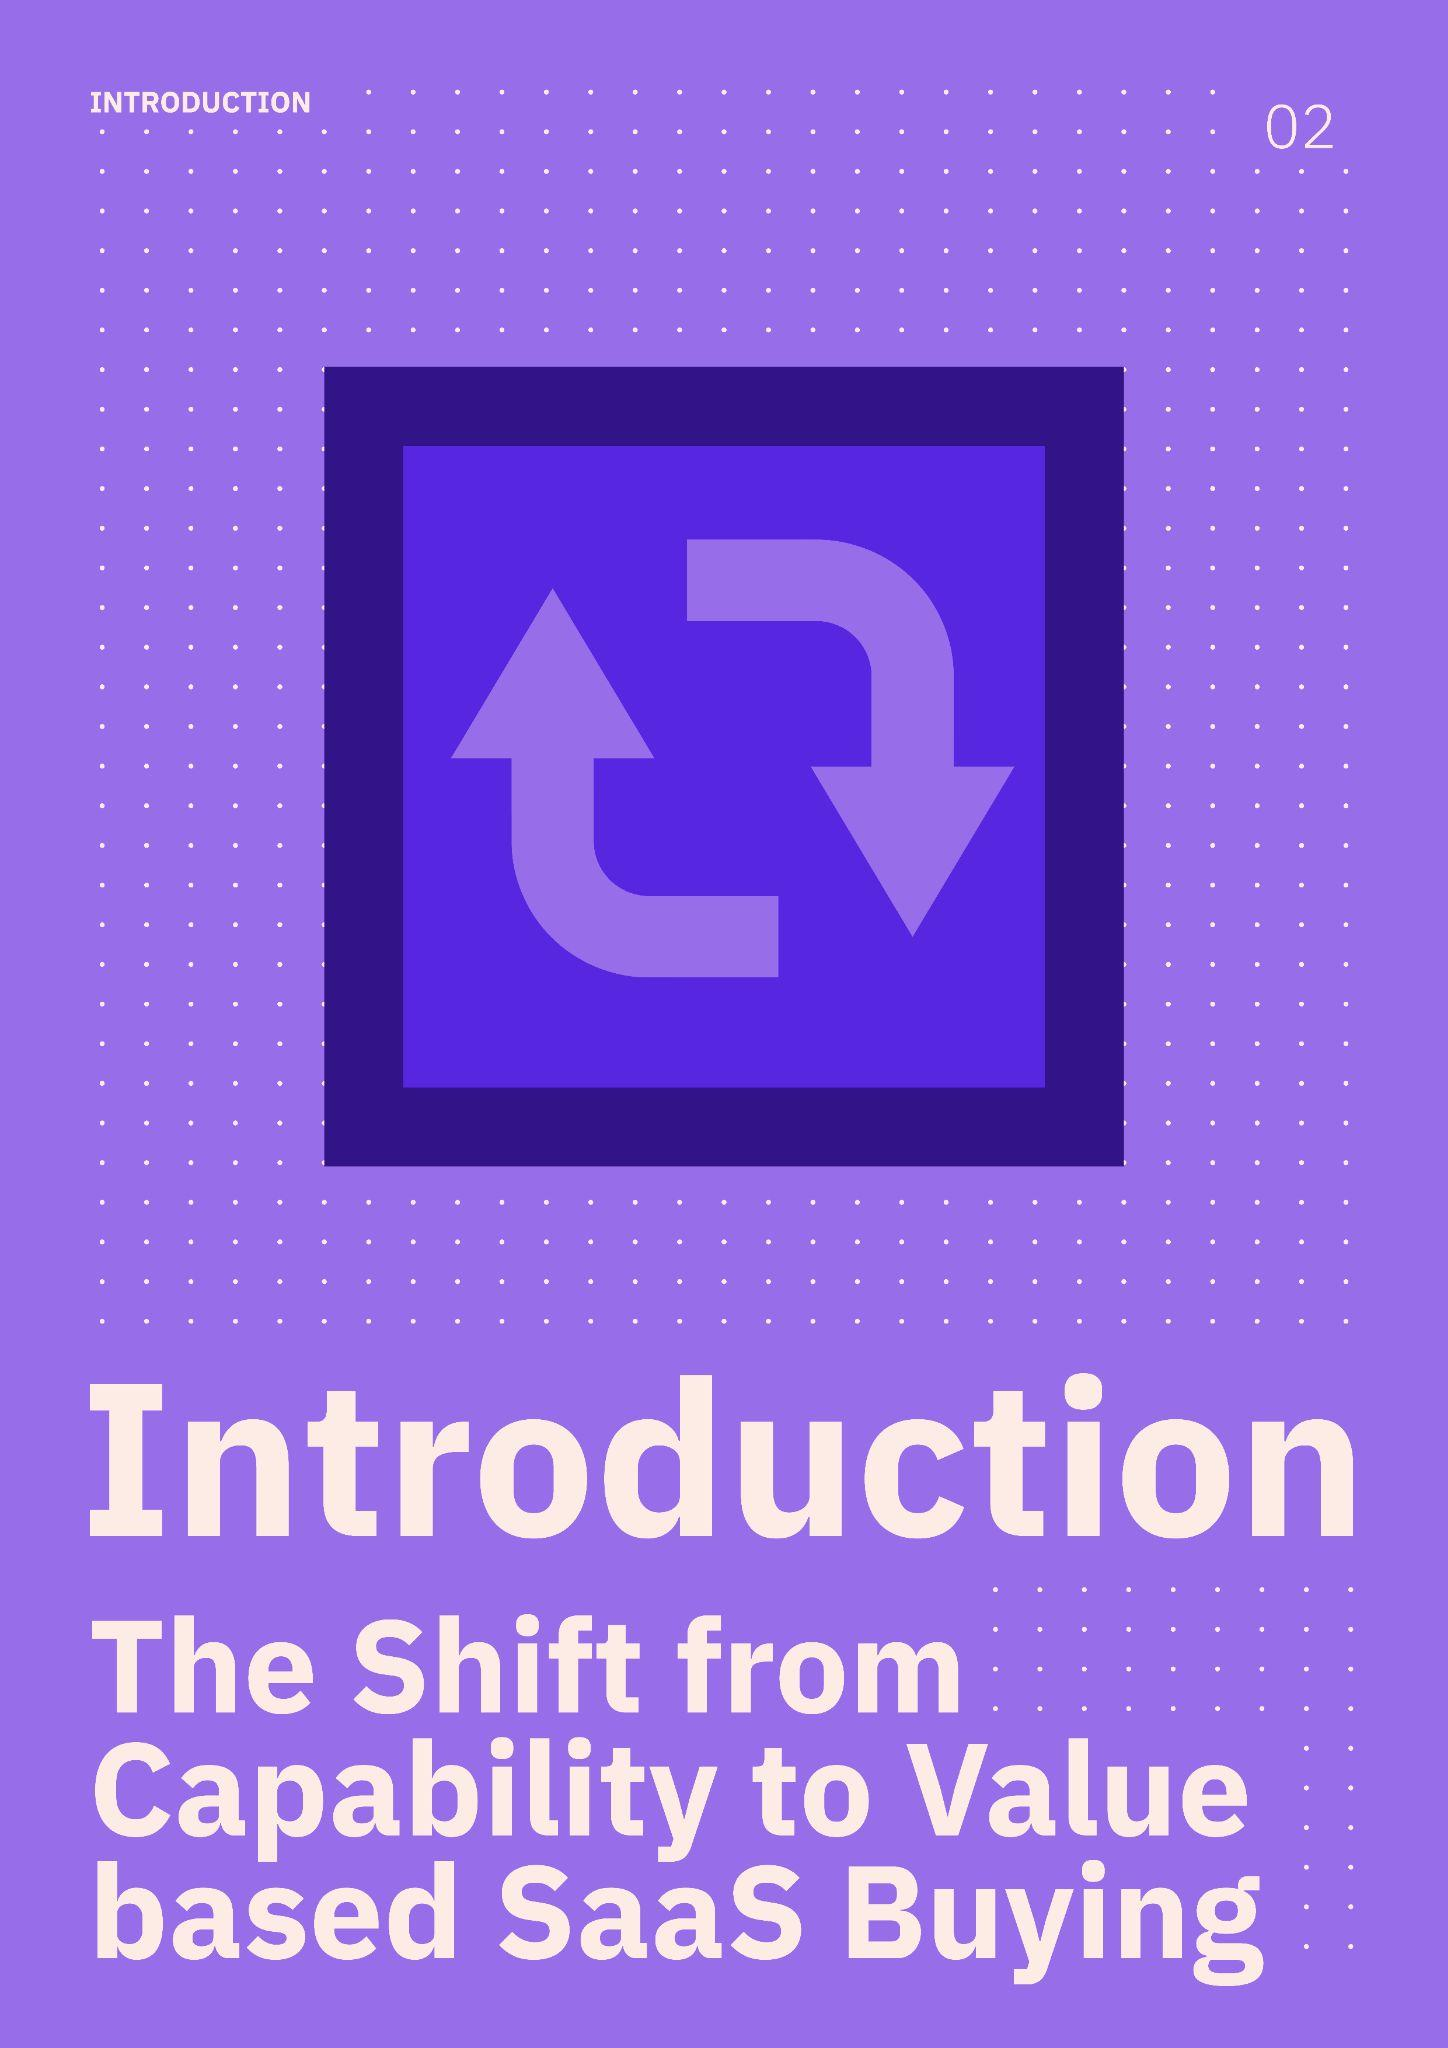 INTRODUCTION
02
Introduction
The Shift from
Capability to Value
based SaaS Buying